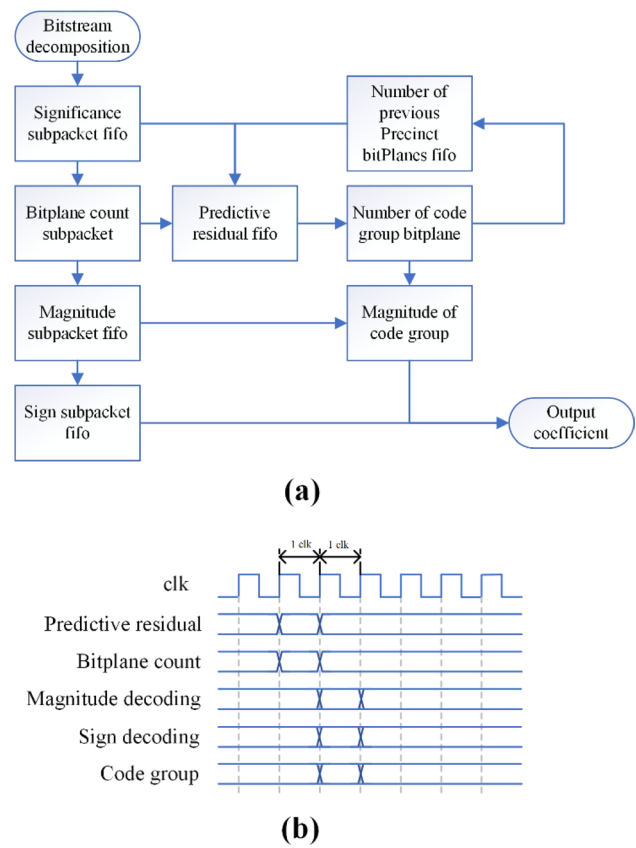 Bitstream
decomposition
Significance
subpacket fifo
Number of
previous
Precinct
bitPlancs fifo
Bitplane count
subpacket
Predictive
residual fifo
Number of code
group bitplane
Magnitude
subpacket fifo
Magnitude of
code group
Sign subpacket
fifo
Output
coefficient
(a)
1 clk 1 clk
clk
Predictive residual
Bitplane count
Magnitude decoding
Sign decoding
Code group
(b)